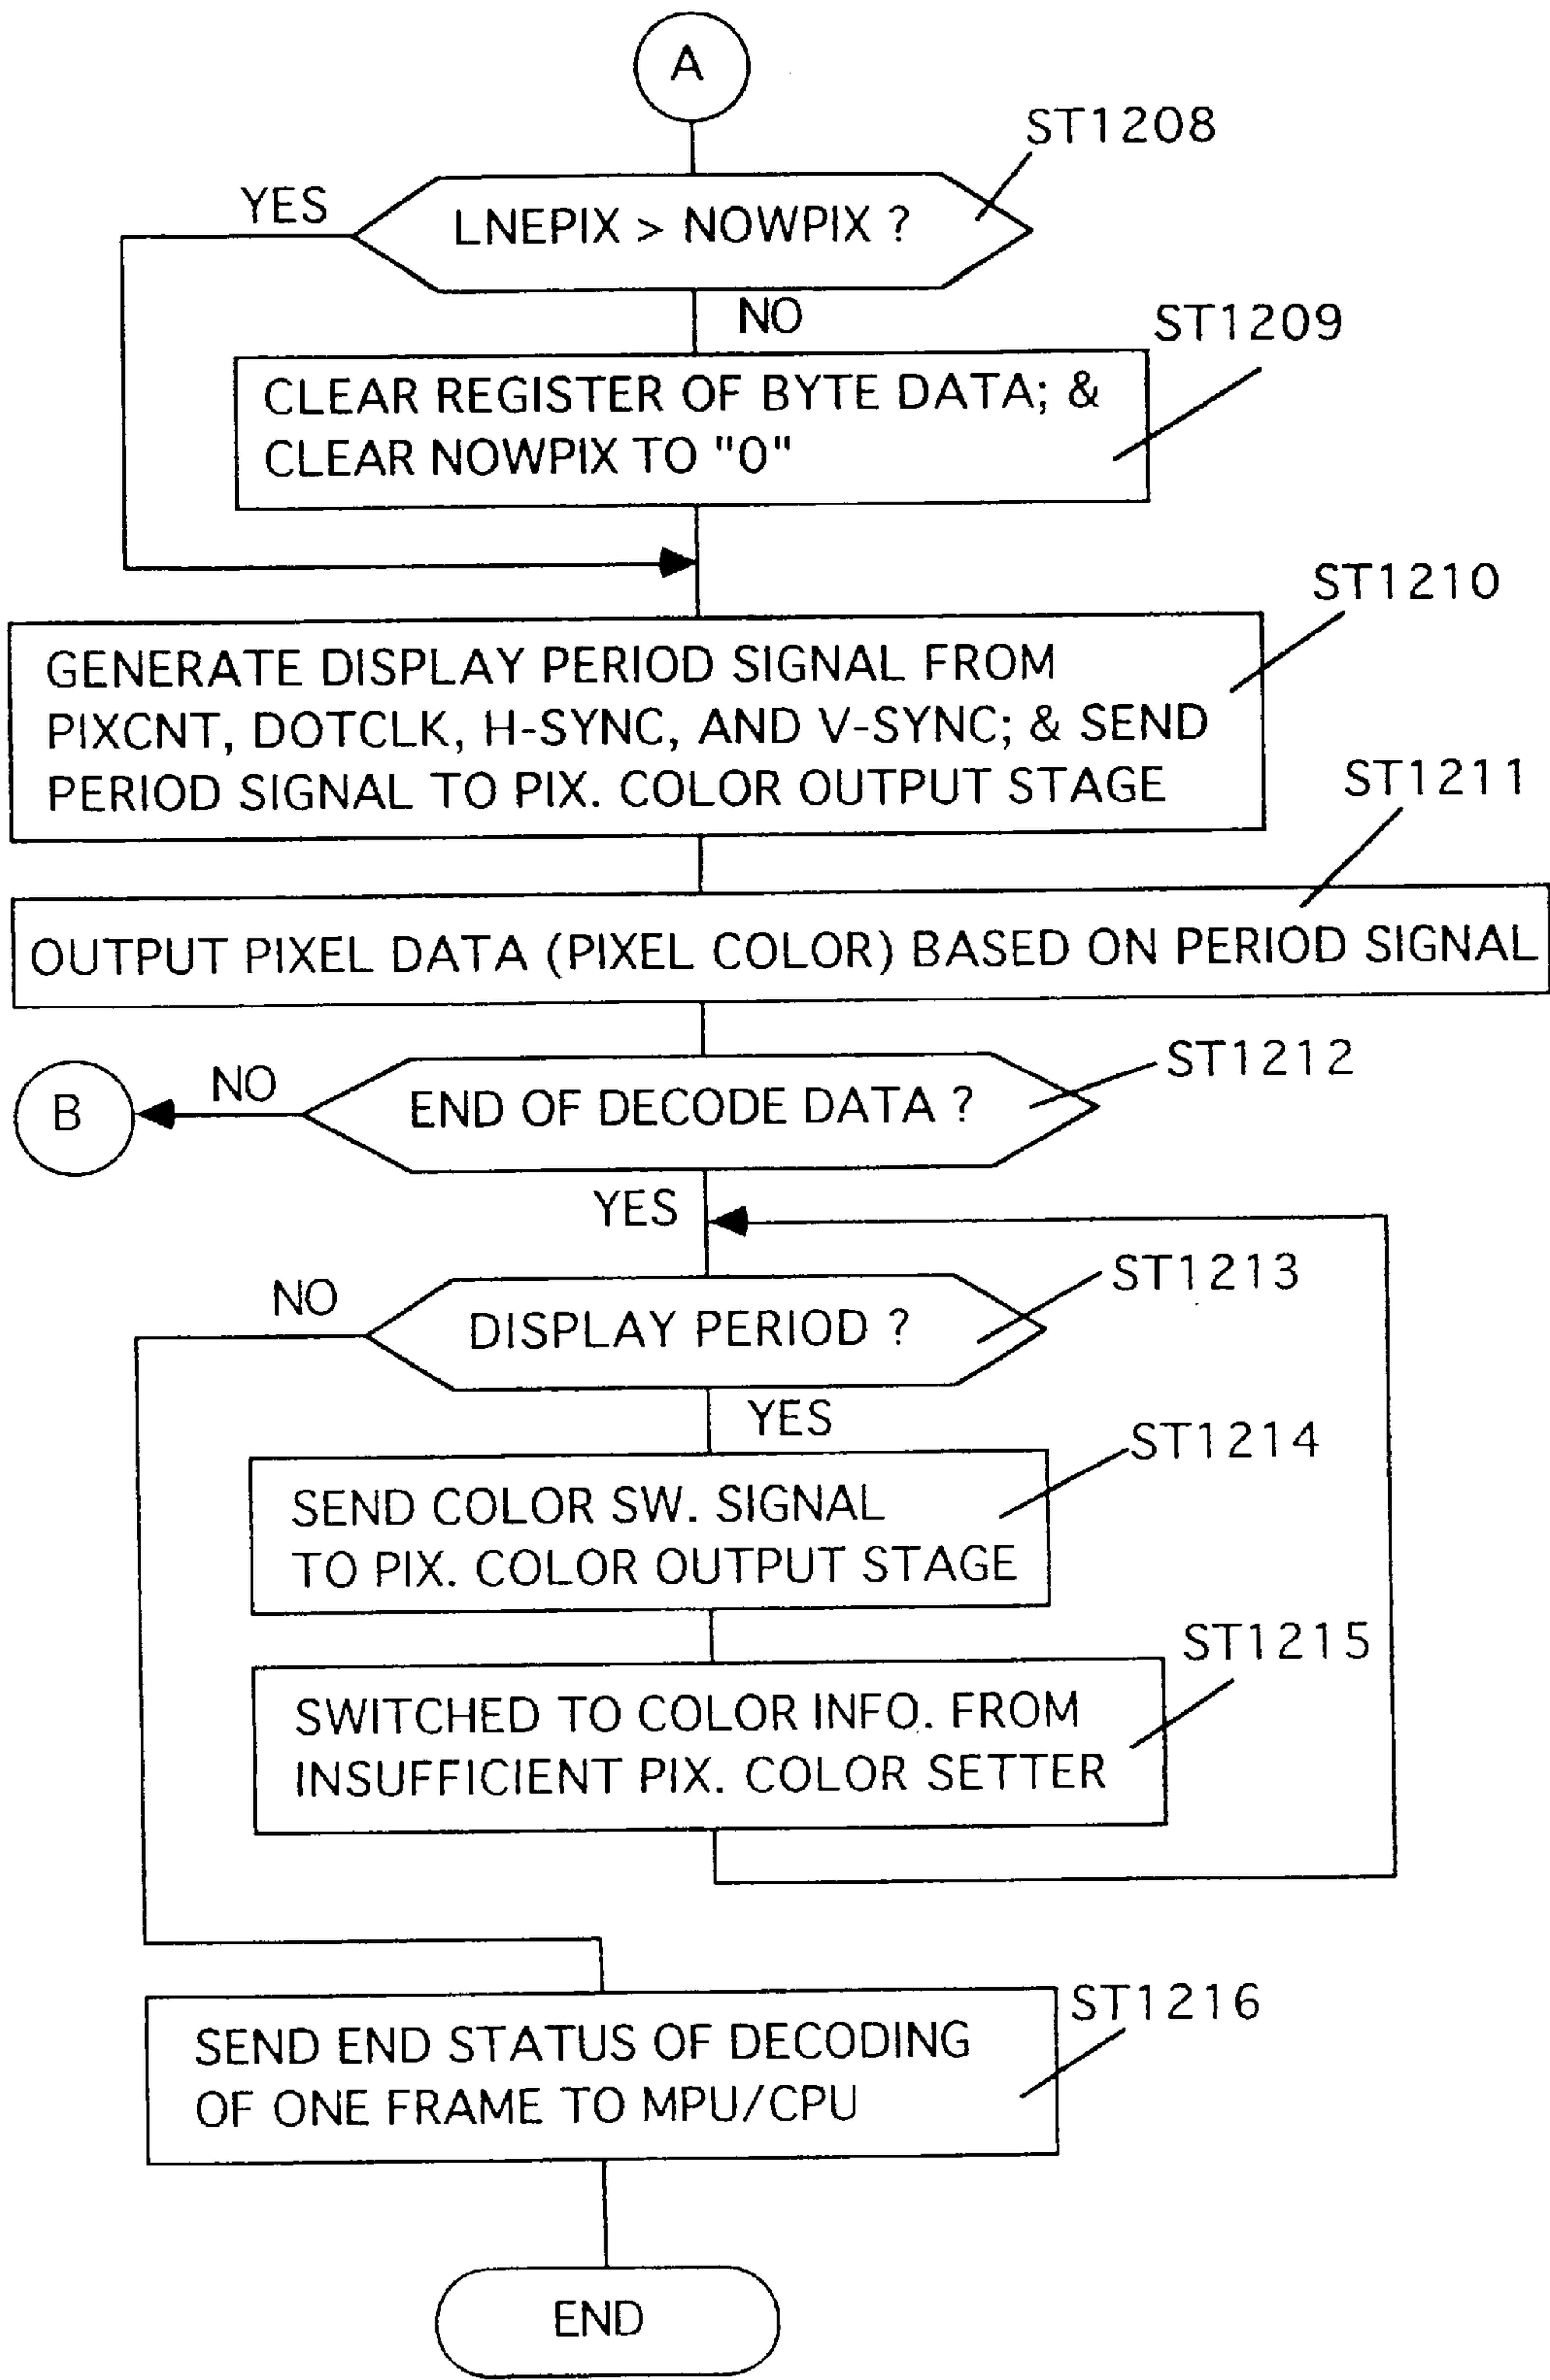 A
ST1208
YES
LNEPIX > NOWPIX ?
NO
ST1209
CLEAR REGISTER OF BYTE DATA; &
CLEAR NOWPIX TO "0"
ST1210
GENERATE DISPLAY PERIOD SIGNAL FROM
PIXCNT, DOTCLK, H-SYNC, AND V-SYNC; & SEND
PERIOD SIGNAL TO PIX. COLOR OUTPUT STAGE
ST1211
OUTPUT PIXEL DATA (PIXEL COLOR) BASED ON PERIOD SIGNAL
ST1212
B
NO
END OF DECODE DATA ?
YES
ST1213
NO
DISPLAY PERIOD ?
YES
ST1214
SEND COLOR SW. SIGNAL
TO PIX. COLOR OUTPUT STAGE
ST1215
SWITCHED TO COLOR INFO. FROM
INSUFFICIENT PIX. COLOR SETTER
ST1216
SEND END STATUS OF DECODING
OF ONE FRAME TO MPU/CPU
END